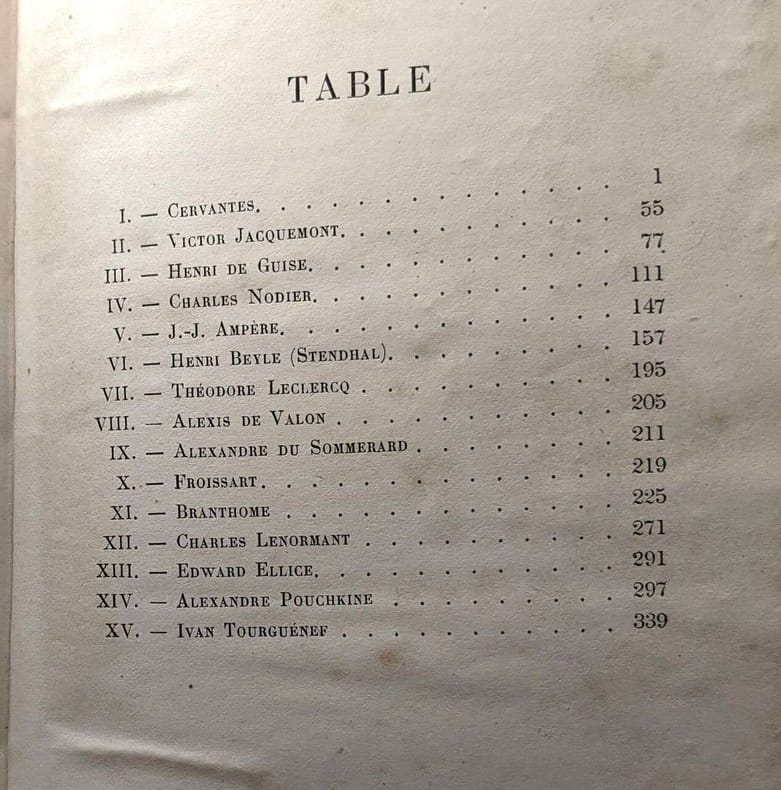 TABLE
I. — Cervantes. . . . . . . . . . . . . 1
II. — Victor Jacquemont. . . . . . . . . . 55
III. — Henri de Guise. . . . . . . . . . . 77
IV. — Charles Nodier. . . . . . . . . . . 111
V. — J.-J. Ampère. . . . . . . . . . . . 147
VI. — Henri Beyle (Stendhal). . . . . . . . 157
VII. — Théodore Leclercq . . . . . . . . . 195
VIII. — Alexis de Valon . . . . . . . . . . 205
IX. — Alexandre du Sommerard . . . . . . . 211
X. — Froissart. . . . . . . . . . . . . 219
XI. — Branthome . . . . . . . . . . . . 225
XII. — Charles Lenormant . . . . . . . . . 271
XIII. — Edward Ellice. . . . . . . . . . . 291
XIV. — Alexandre Pouchkine . . . . . . . . 297
XV. — Ivan Tourguénef . . . . . . . . . . 339